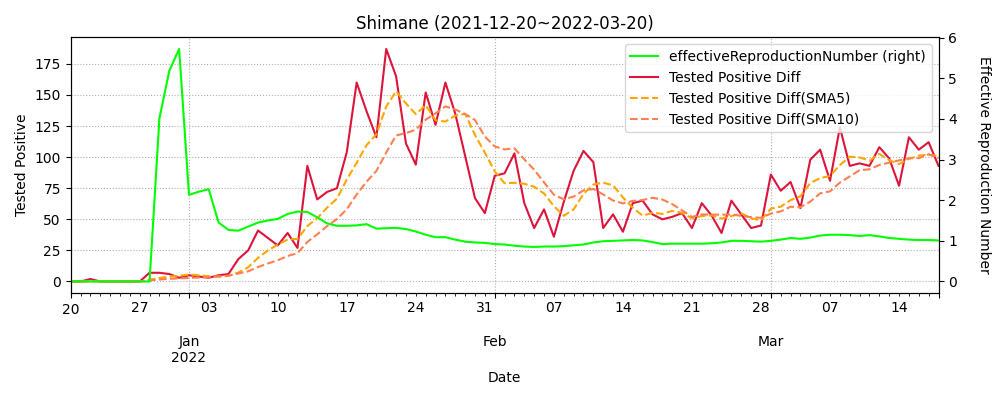 Shimane (2021-12-20~2022-03-20)
effectiveReproductionNumber (right)
Tested Positive Diff
Tested Positive Diff(SMA5)
Tested Positive Diff(SMA10)
Tested Positive
175
150
125
100
75
50
25
0
Effective Reproduction Number
6
5
4
3
2
1
0
20 27 03 10 17 24 31 07 14 21 28 07 14
Jan Feb Mar
2022
Date